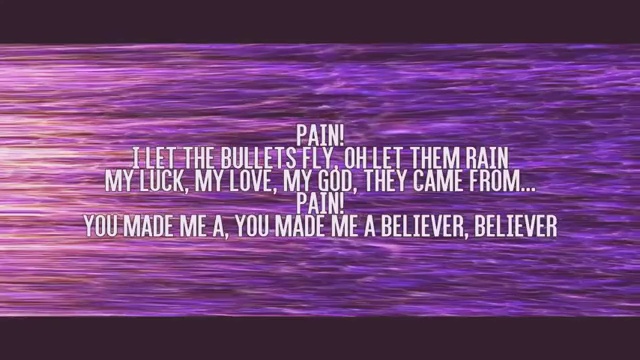 PAIN!
I LET THE BULLETS FLY, OH LET THEM RAIN
MY LUCK, MY LOVE, MY GOD, THEY CAME FROM...
PAIN!
YOU MADE ME A, YOU MADE ME A BELIEVER, BELIEVER